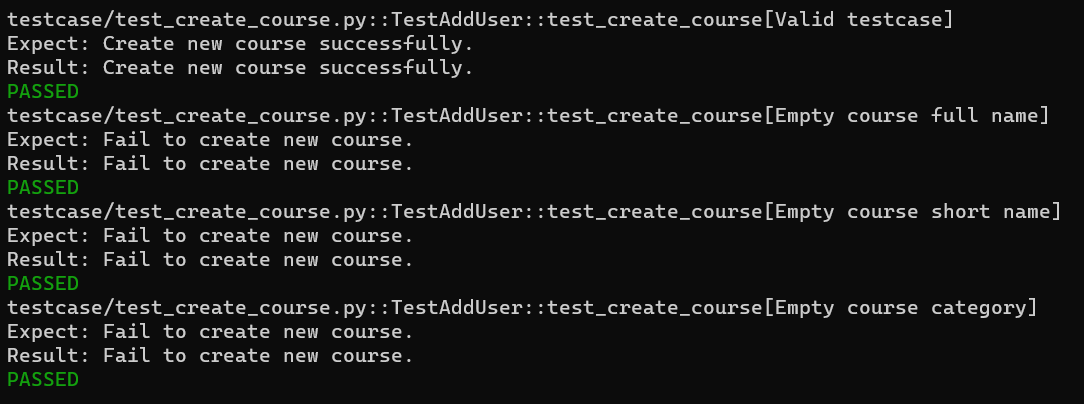 testcase/test_create_course.py::TestAddUser::test_create_course[Valid testcase]
Expect: Create new course successfully.
Result: Create new course successfully.
PASSED
testcase/test_create_course.py::TestAddUser::test_create_course[Empty course full name]
Expect: Fail to create new course.
Result: Fail to create new course.
PASSED
testcase/test_create_course.py::TestAddUser::test_create_course[Empty course short name]
Expect: Fail to create new course.
Result: Fail to create new course.
PASSED
testcase/test_create_course.py::TestAddUser::test_create_course[Empty course category]
Expect: Fail to create new course.
Result: Fail to create new course.
PASSED